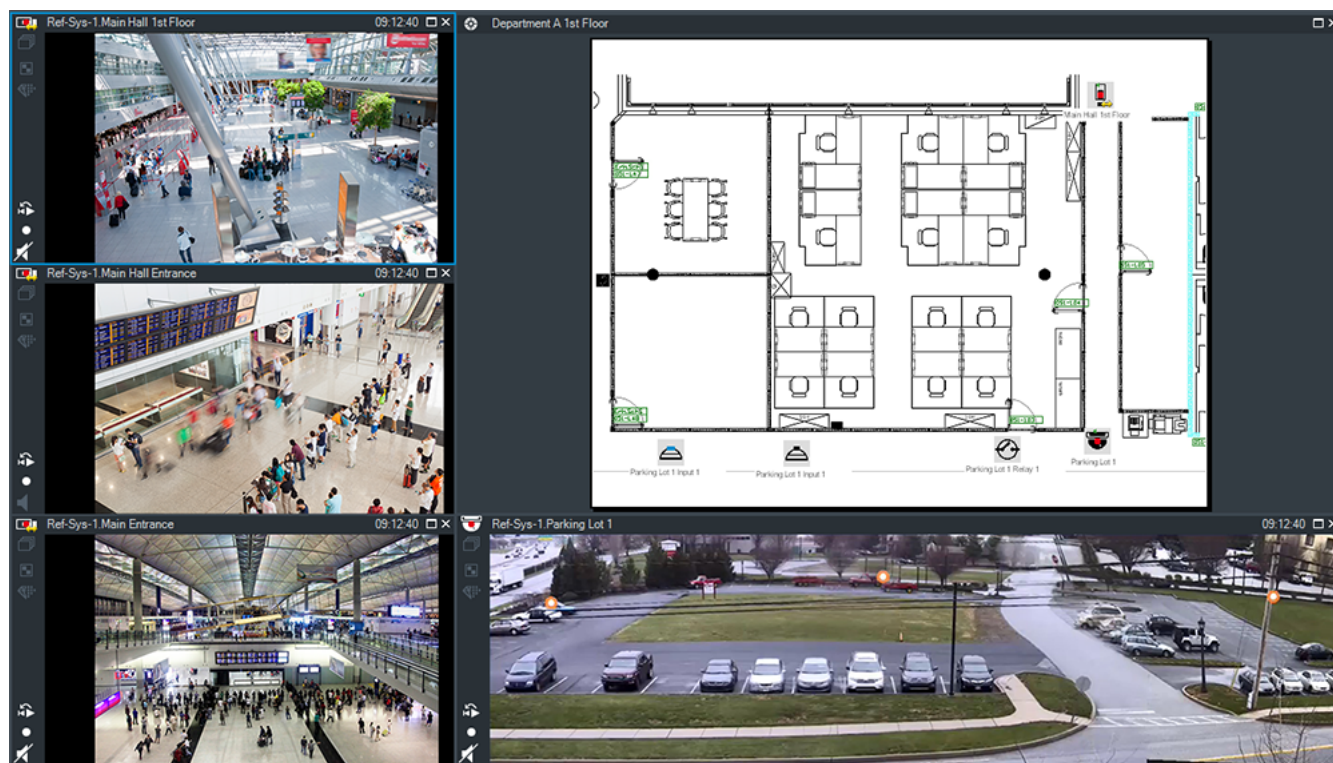 Ref-Sys-1.Main Hall 1st Floor 09:12:40
Department A 1st Floor
Main Hall 1st Floor
Ref-Sys-1.Main Hall Entrance 09:12:40
Parking Lot 1 Input 1
Parking Lot 1 Input 1
Parking Lot 1 Relay 1
Parking Lot 1
Ref-Sys-1.Main Entrance 09:12:40
Ref-Sys-1.Parking Lot 1 09:12:40